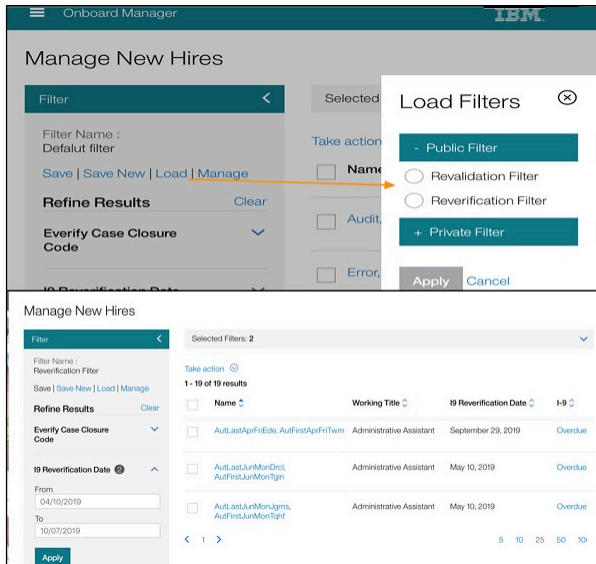 Onboard Manager
IBM.
Manage New Hires
Filter
Filter Name :
Defalut filter
Save | Save New | Load | Manage
Refine Results Clear
Everify Case Closure
Code
I9 Reverification Date
Selected
Take action
Name
Audit,
Error,
Load Filters
- Public Filter
Revalidation Filter
Reverification Filter
+ Private Filter
Apply Cancel
Manage New Hires
Filter
Filter Name :
Reverification Filter
Save | Save New | Load | Manage
Refine Results Clear
Everify Case Closure
Code
I9 Reverification Date 2
From
04/10/2019
To
10/07/2019
Apply
Selected Filters: 2
Take action
1 - 19 of 19 results
Name Working Title I9 Reverification Date I-9
AutLastAprFriEde, AutFirstAprFriTwm Administrative Assistant September 29, 2019 Overdue
AutLastJunMonDrcl, Administrative Assistant May 10, 2019 Overdue
AutFirstJunMonTgin
AutLastJunMonJgms, Administrative Assistant May 10, 2019 Overdue
AutFirstJunMonTqhf
1 5 10 25 50